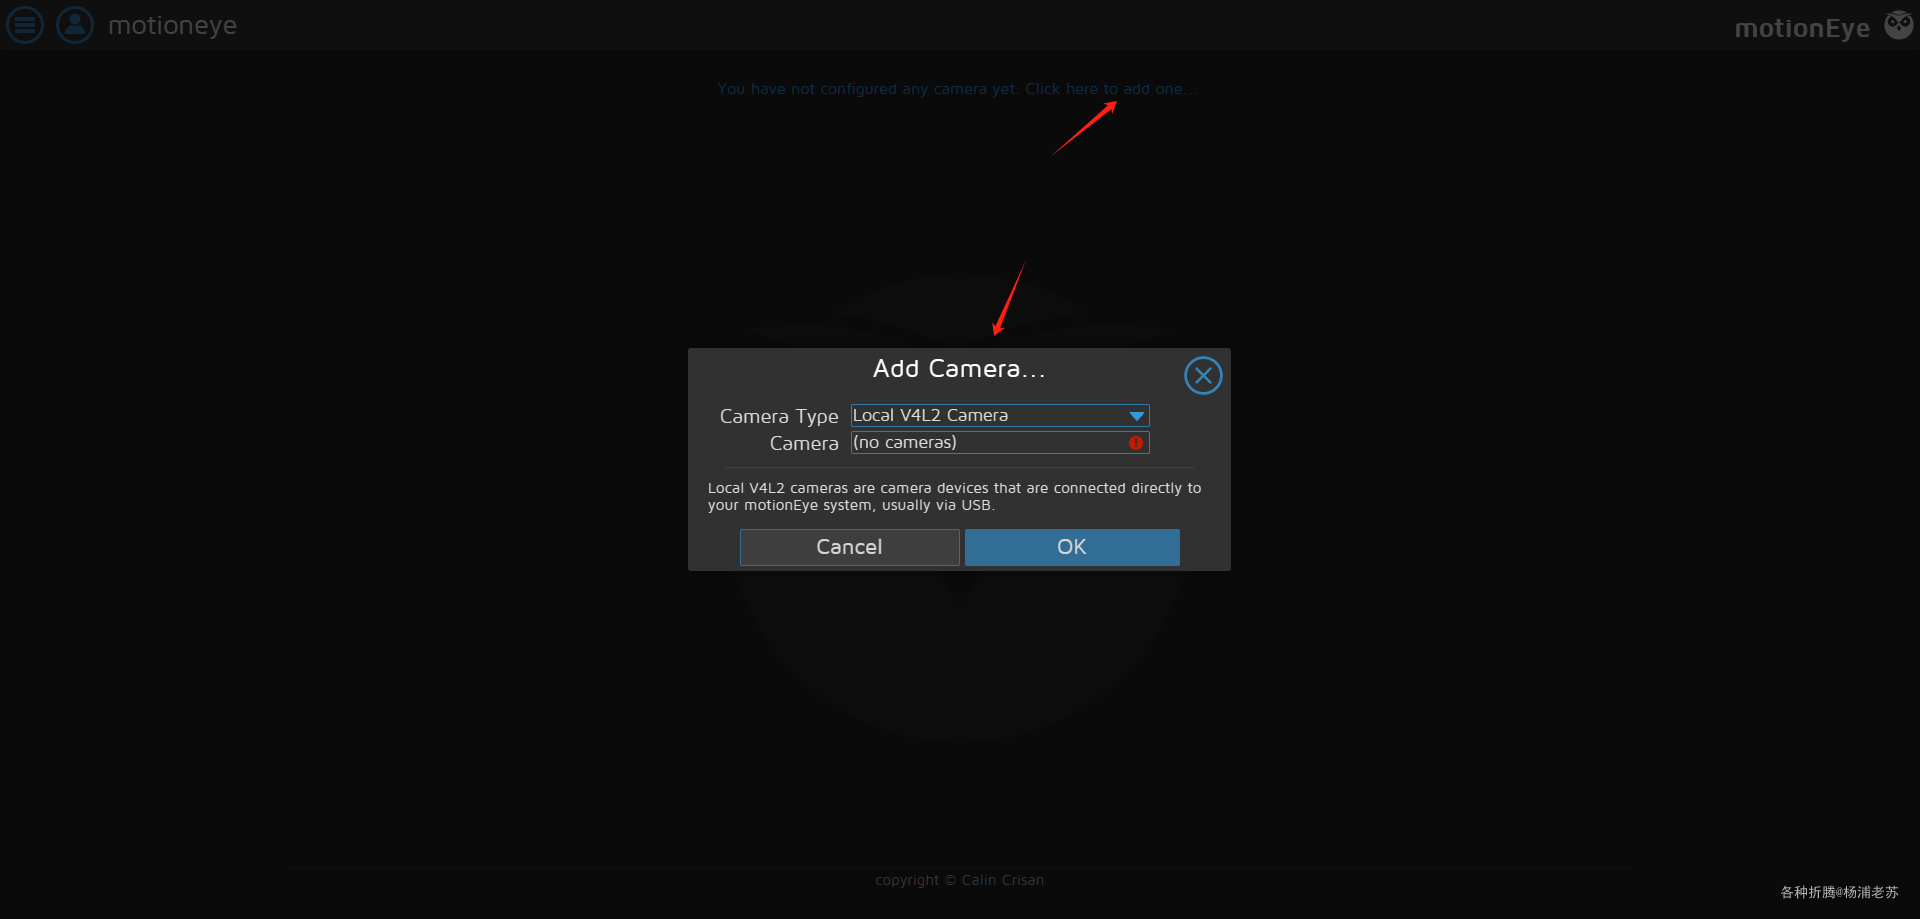 motioneye
motionEye
You have not configured any camera yet. Click here to add one...
Add Camera...
Camera Type Local V4L2 Camera
Camera (no cameras)
Local V4L2 cameras are camera devices that are connected directly to
your motionEye system, usually via USB.
Cancel OK
copyright © Calin Crisan
各种折腾@杨浦老苏